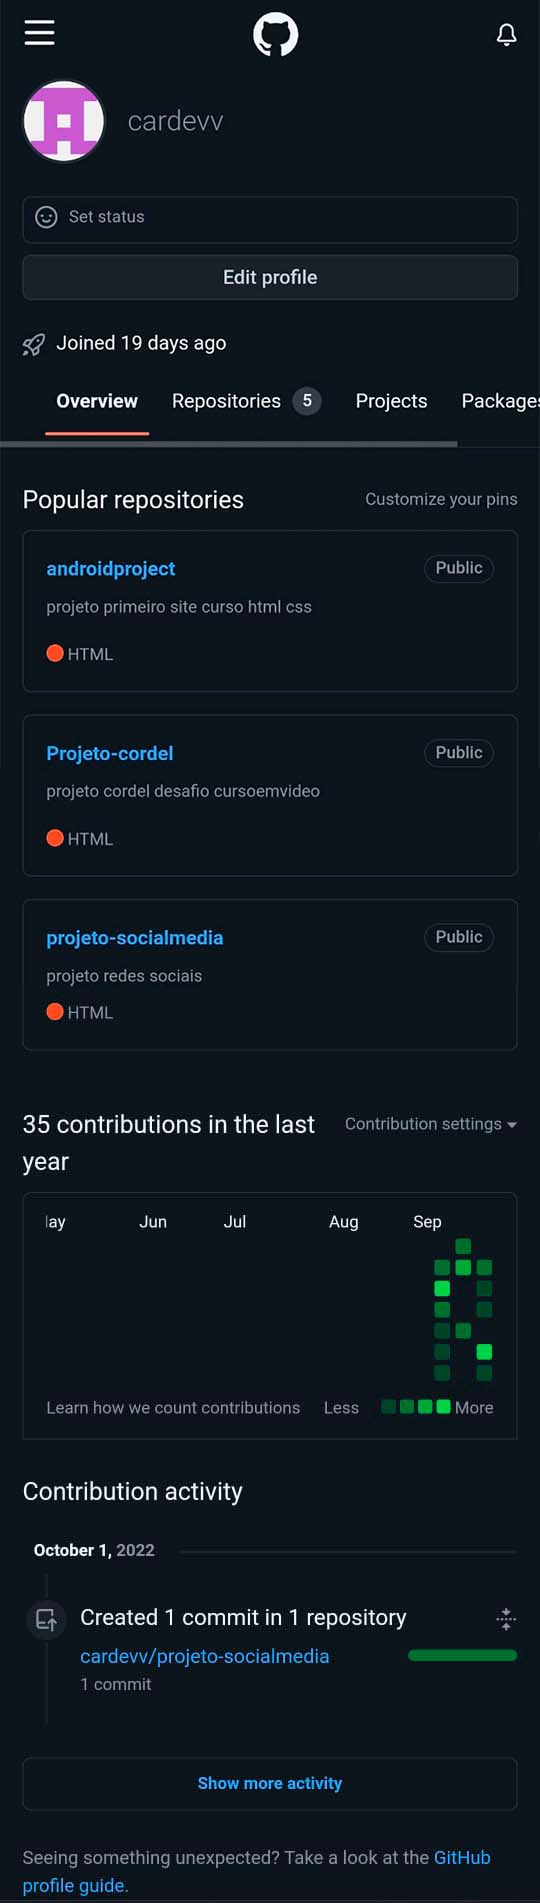 cardevv
Set status
Edit profile
Joined 19 days ago
Overview Repositories 5 Projects Packages
Popular repositories Customize your pins
androidproject Public
projeto primeiro site curso html css
HTML
Projeto-cordel Public
projeto cordel desafio cursoemvideo
HTML
projeto-socialmedia Public
projeto redes sociais
HTML
35 contributions in the last Contribution settings
year
ay Jun Jul Aug Sep
Learn how we count contributions Less More
Contribution activity
October 1, 2022
Created 1 commit in 1 repository
cardevv/projeto-socialmedia
1 commit
Show more activity
Seeing something unexpected? Take a look at the GitHub
profile guide.